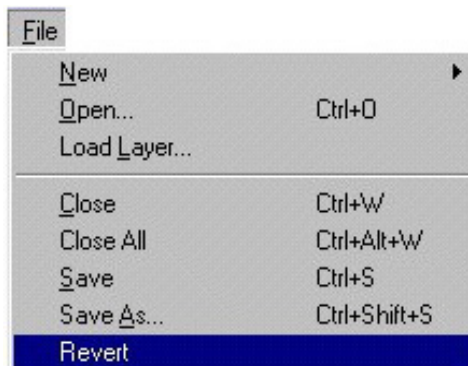 File
New
Open... Ctrl+O
Load Layer...
Close Ctrl+W
Close All Ctrl+Alt+W
Save Ctrl+S
Save As... Ctrl+Shift+S
Revert